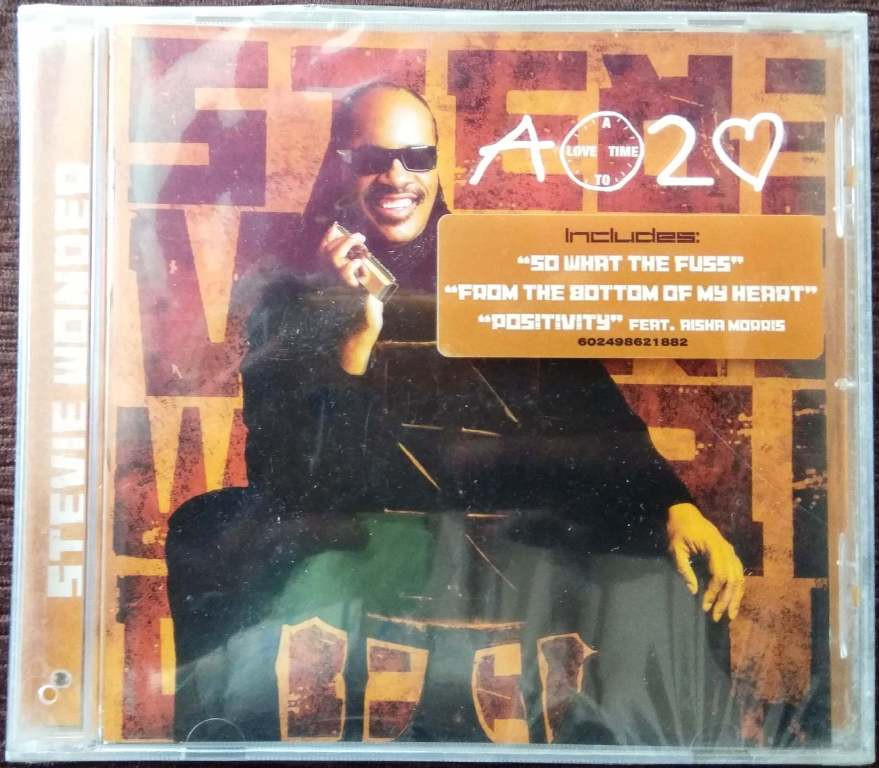 STEVIE WONDER
A 2
A
LOVE TIME
TO
Includes:
"SO WHAT THE FUSS"
"FROM THE BOTTOM OF MY HEART"
"POSITIVITY" FEAT. AISHA MORRIS
602498621882